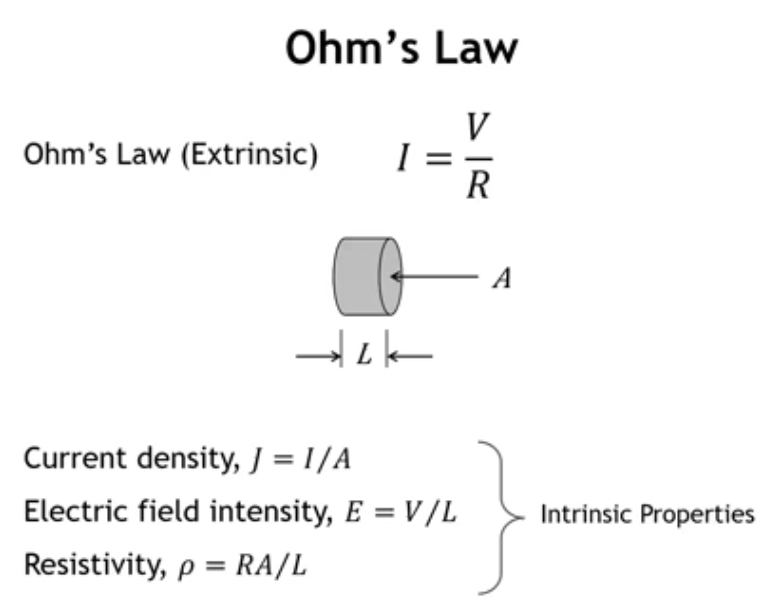 Ohm's Law
Ohm's Law (Extrinsic) I = V/R
A
L
Current density, J = I/A
Electric field intensity, E = V/L
Intrinsic Properties
Resistivity, ρ = RA/L